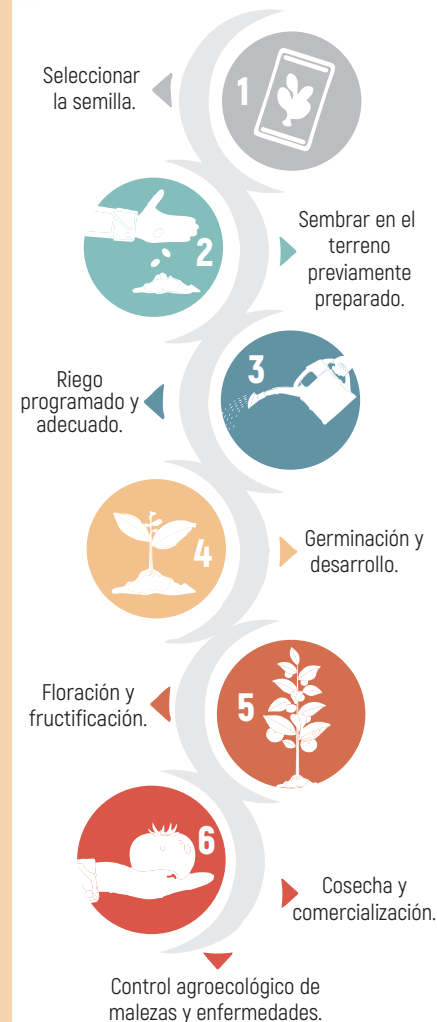 1
Seleccionar
la semilla.
2
Sembrar en el
terreno
previamente
preparado.
3
Riego
programado y
adecuado.
4
Germinación y
desarrollo.
5
Floración y
fructificación.
6
Cosecha y
comercialización.
Control agroecológico de
malezas y enfermedades.